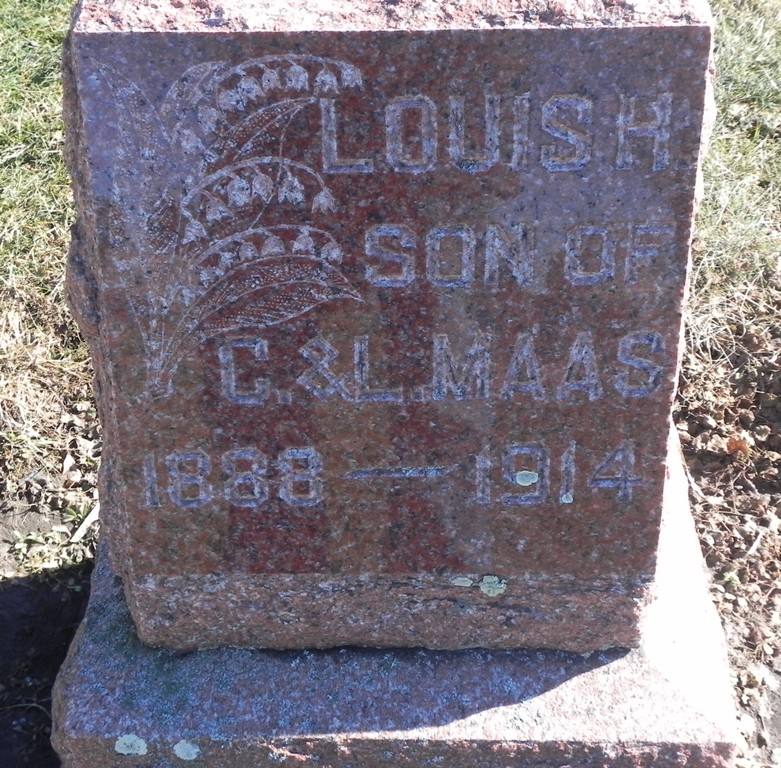 LOUIS H
SON OF
C. & L. MAAS
1888 — 1914